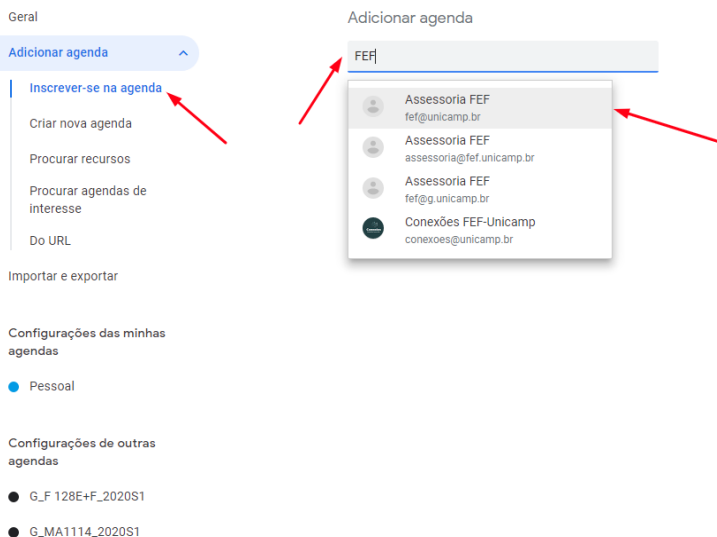 Geral
Adicionar agenda
Inscrever-se na agenda
Criar nova agenda
Procurar recursos
Procurar agendas de
interesse
Do URL
Importar e exportar
Configurações das minhas
agendas
Pessoal
Configurações de outras
agendas
G_F 128E+F_2020S1
G_MA1114_2020S1
Adicionar agenda
FEF
Assessoria FEF
fef@unicamp.br
Assessoria FEF
assessoria@fef.unicamp.br
Assessoria FEF
fef@g.unicamp.br
Conexões FEF-Unicamp
conexoes@unicamp.br